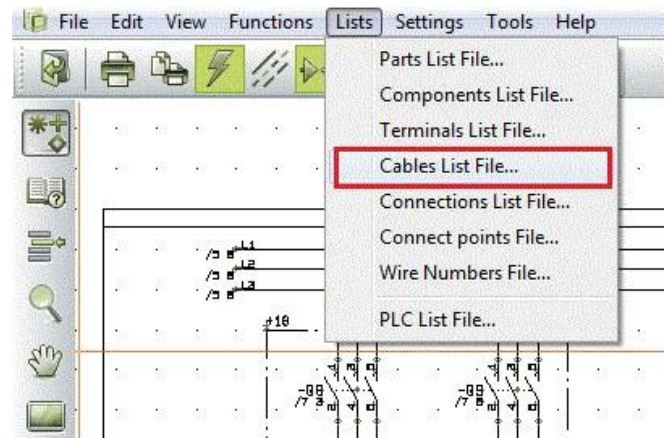 File Edit View Functions Lists Settings Tools Help
Parts List File...
Components List File...
Terminals List File...
Cables List File...
Connections List File...
Connect points File...
Wire Numbers File...
PLC List File...
L1
L2
L3
+10